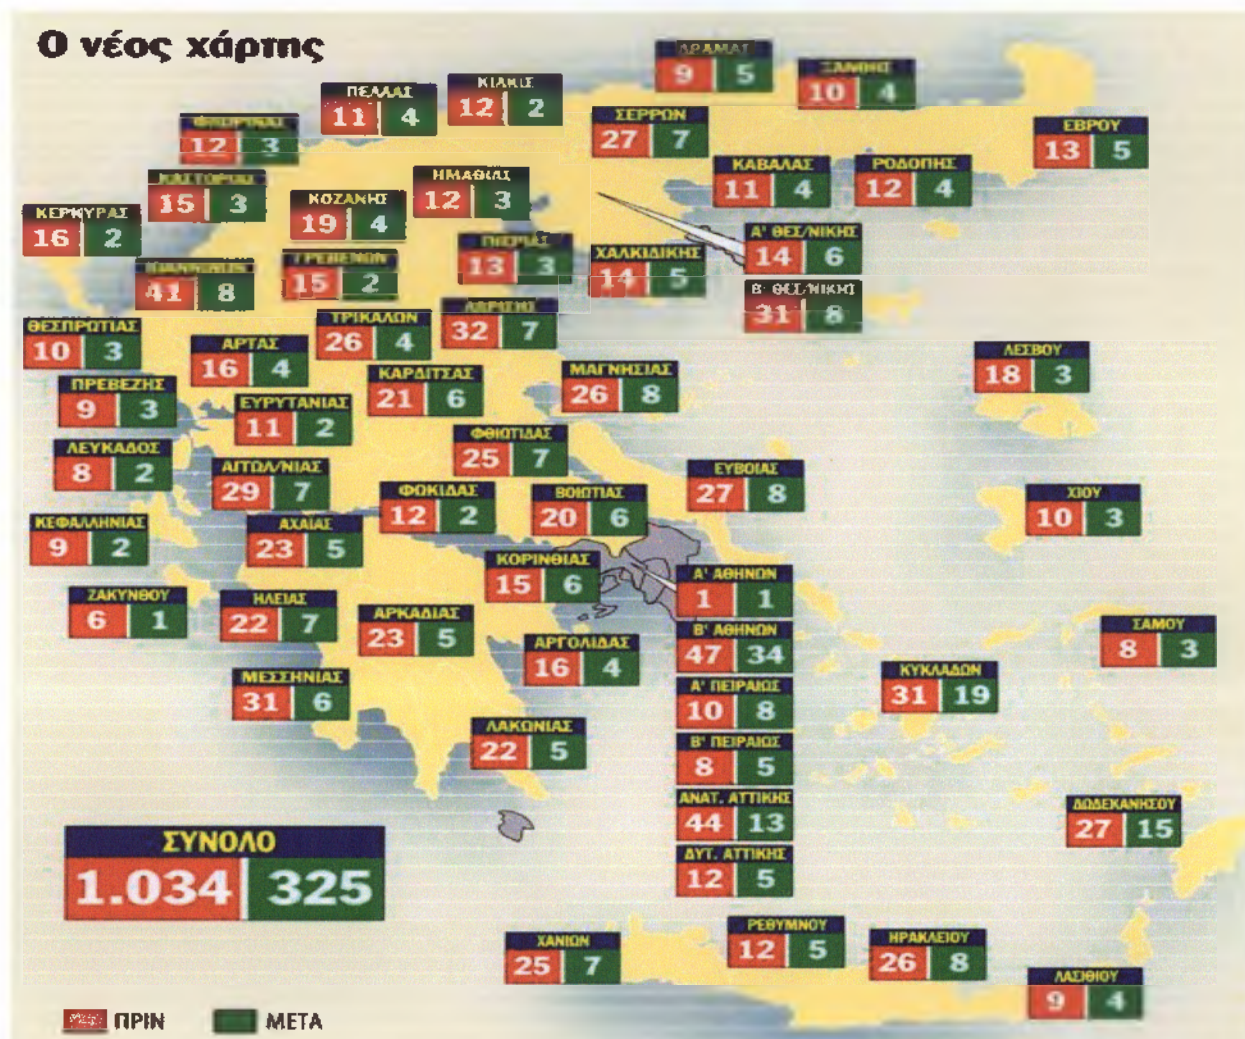 Ο νέος χάρτης
ΔΡΑΜΑΣ
9 5
ΞΑΝΘΗΣ
10 4
ΚΙΛΚΙΣ
12 2
ΠΕΛΛΑΣ
11 4
ΦΛΩΡΙΝΑΣ
12 3
ΣΕΡΡΩΝ
27 7
ΕΒΡΟΥ
13 5
ΚΑΒΑΛΑΣ
11 4
ΡΟΔΟΠΗΣ
12 4
ΚΑΣΤΟΡΙΑΣ
15 3
ΚΟΖΑΝΗΣ
19 4
ΗΜΑΘΙΑΣ
12 3
ΚΕΡΚΥΡΑΣ
16 2
ΙΩΑΝΝΙΝΩΝ
41 8
ΓΡΕΒΕΝΩΝ
15 2
ΠΙΕΡΙΑΣ
13 3
ΧΑΛΚΙΔΙΚΗΣ
14 5
Α' ΘΕΣ/ΝΙΚΗΣ
14 6
Β' ΘΕΣ/ΝΙΚΗΣ
31 8
ΘΕΣΠΡΩΤΙΑΣ
10 3
ΑΡΤΑΣ
16 4
ΤΡΙΚΑΛΩΝ
26 4
ΛΑΡΙΣΗΣ
32 7
ΛΕΣΒΟΥ
18 3
ΠΡΕΒΕΖΗΣ
9 3
ΕΥΡΥΤΑΝΙΑΣ
11 2
ΚΑΡΔΙΤΣΑΣ
21 6
ΜΑΓΝΗΣΙΑΣ
26 8
ΛΕΥΚΑΔΟΣ
8 2
ΑΙΤΩΛ/ΝΙΑΣ
29 7
ΦΘΙΩΤΙΔΑΣ
25 7
ΕΥΒΟΙΑΣ
27 8
ΦΩΚΙΔΑΣ
12 2
ΒΟΙΩΤΙΑΣ
20 6
ΧΙΟΥ
10 3
ΚΕΦΑΛΛΗΝΙΑΣ
9 2
ΑΧΑΪΑΣ
23 5
ΚΟΡΙΝΘΙΑΣ
15 6
Α' ΑΘΗΝΩΝ
1 1
ΖΑΚΥΝΘΟΥ
6 1
ΗΛΕΙΑΣ
22 7
ΑΡΚΑΔΙΑΣ
23 5
ΑΡΓΟΛΙΔΑΣ
16 4
Β' ΑΘΗΝΩΝ
47 34
ΣΑΜΟΥ
8 3
ΜΕΣΣΗΝΙΑΣ
31 6
Α' ΠΕΙΡΑΙΩΣ
10 8
ΚΥΚΛΑΔΩΝ
31 19
ΛΑΚΩΝΙΑΣ
22 5
Β' ΠΕΙΡΑΙΩΣ
8 5
ΑΝΑΤ. ΑΤΤΙΚΗΣ
44 13
ΔΩΔΕΚΑΝΗΣΟΥ
27 15
ΔΥΤ. ΑΤΤΙΚΗΣ
12 5
ΣΥΝΟΛΟ
1.034 325
ΧΑΝΙΩΝ
25 7
ΡΕΘΥΜΝΟΥ
12 5
ΗΡΑΚΛΕΙΟΥ
26 8
ΛΑΣΙΘΙΟΥ
9 4
ΠΡΙΝ ΜΕΤΑ